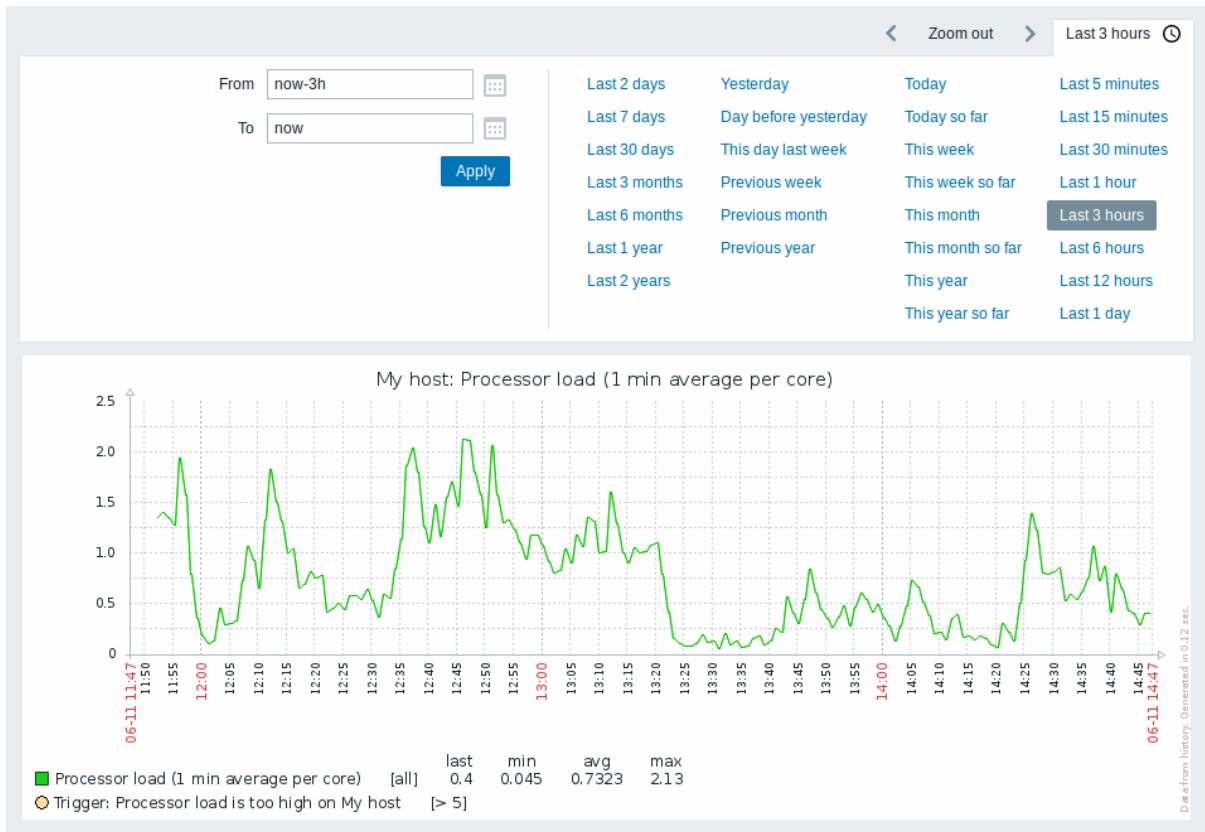 Zoom out Last 3 hours
From now-3h Last 2 days Yesterday Today Last 5 minutes
To now Last 7 days Day before yesterday Today so far Last 15 minutes
Last 30 days This day last week This week Last 30 minutes
Apply Last 3 months Previous week This week so far Last 1 hour
Last 6 months Previous month This month Last 3 hours
Last 1 year Previous year This month so far Last 6 hours
Last 2 years This year Last 12 hours
This year so far Last 1 day
My host: Processor load (1 min average per core)
2.5
2.0
1.5
1.0
0.5
0
06-11 11:47 11:50 11:55 12:00 12:05 12:10 12:15 12:20 12:25 12:30 12:35 12:40 12:45 12:50 12:55 13:00 13:05 13:10 13:15 13:20 13:25 13:30 13:35 13:40 13:45 13:50 13:55 14:00 14:05 14:10 14:15 14:20 14:25 14:30 14:35 14:40 14:45 06-11 14:47
last min avg max
Processor load (1 min average per core) [all] 0.4 0.045 0.7323 2.13
Trigger: Processor load is too high on My host [> 5]
Data from history. Generated in 0.12 sec.